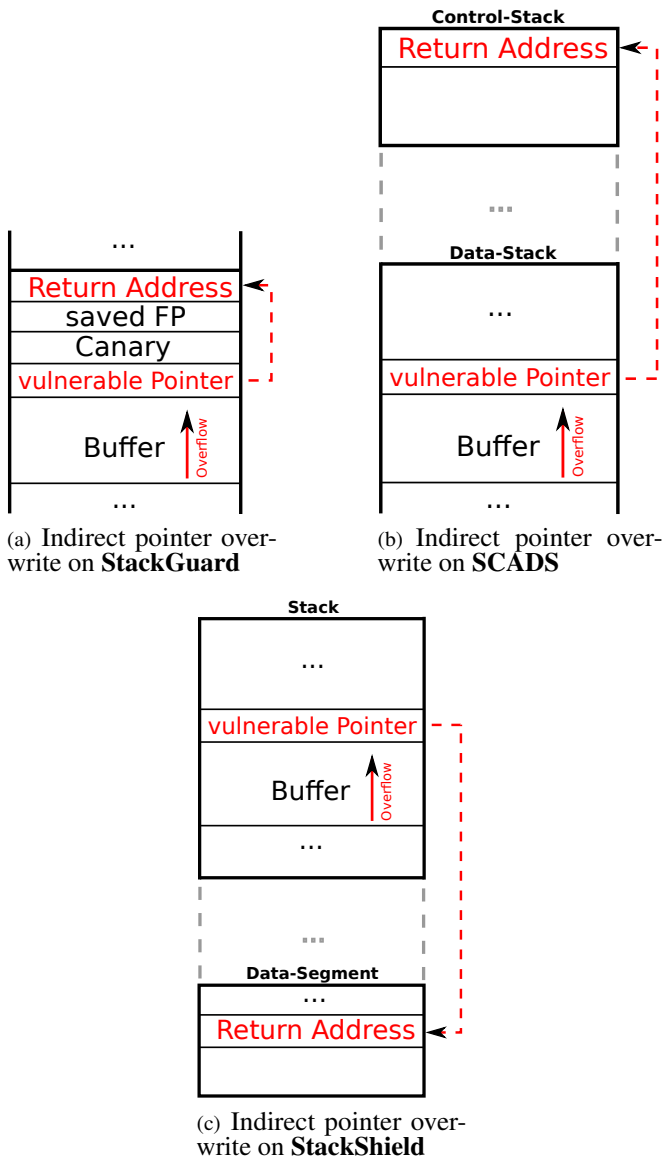 ...
Return Address
saved FP
Canary
vulnerable Pointer
Buffer
Overflow
...
(a) Indirect pointer over-
write on StackGuard
Control-Stack
Return Address
...
Data-Stack
...
vulnerable Pointer
Buffer
Overflow
...
(b) Indirect pointer over-
write on SCADS
Stack
...
vulnerable Pointer
Buffer
Overflow
...
...
Data-Segment
...
Return Address
(c) Indirect pointer over-
write on StackShield